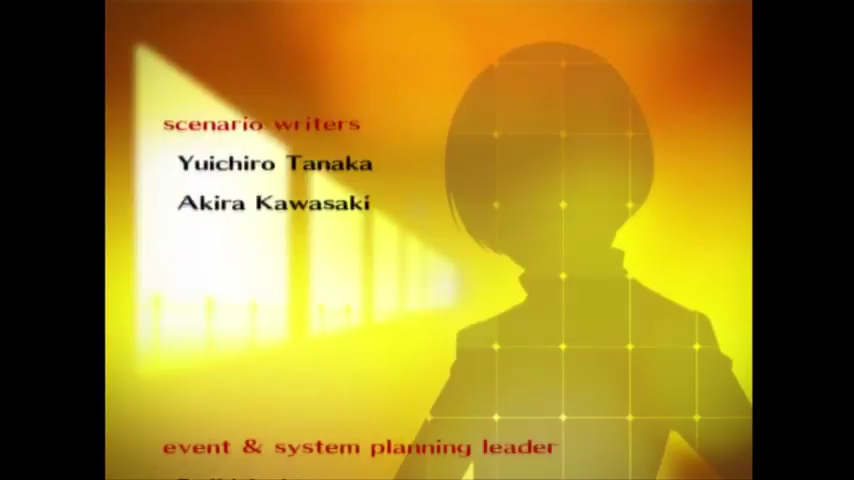 scenario writers
Yuichiro Tanaka
Akira Kawasaki
event & system planning leader